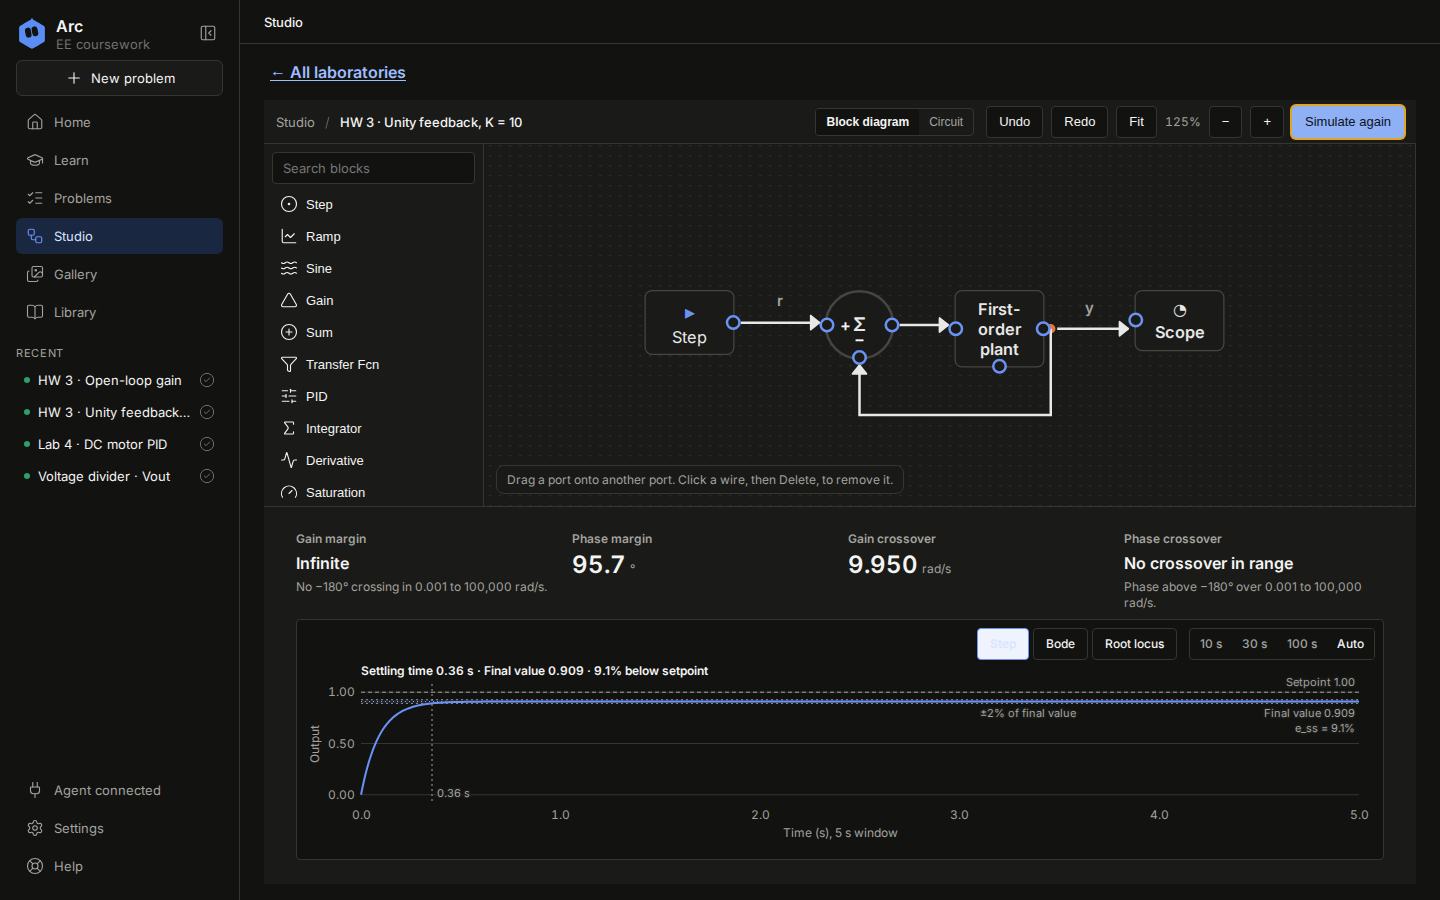 Arc
EE coursework
New problem
Home
Learn
Problems
Studio
Gallery
Library
RECENT
HW 3 · Open-loop gain
HW 3 · Unity feedback...
Lab 4 · DC motor PID
Voltage divider · Vout
Agent connected
Settings
Help
Studio
← All laboratories
Studio / HW 3 · Unity feedback, K = 10
Block diagram
Circuit
Undo
Redo
Fit
125%
−
+
Simulate again
Search blocks
Step
Ramp
Sine
Gain
Sum
Transfer Fcn
PID
Integrator
Derivative
Saturation
Step
r
+ Σ
−
First-
order
plant
y
Scope
Drag a port onto another port. Click a wire, then Delete, to remove it.
Gain margin
Infinite
No −180° crossing in 0.001 to 100,000 rad/s.
Phase margin
95.7 °
Gain crossover
9.950 rad/s
Phase crossover
No crossover in range
Phase above −180° over 0.001 to 100,000
rad/s.
Step
Bode
Root locus
10 s
30 s
100 s
Auto
Settling time 0.36 s · Final value 0.909 · 9.1% below setpoint
Setpoint 1.00
±2% of final value
Final value 0.909
e_ss = 9.1%
Output
1.00
0.50
0.00
0.36 s
0.0
1.0
2.0
3.0
4.0
5.0
Time (s), 5 s window